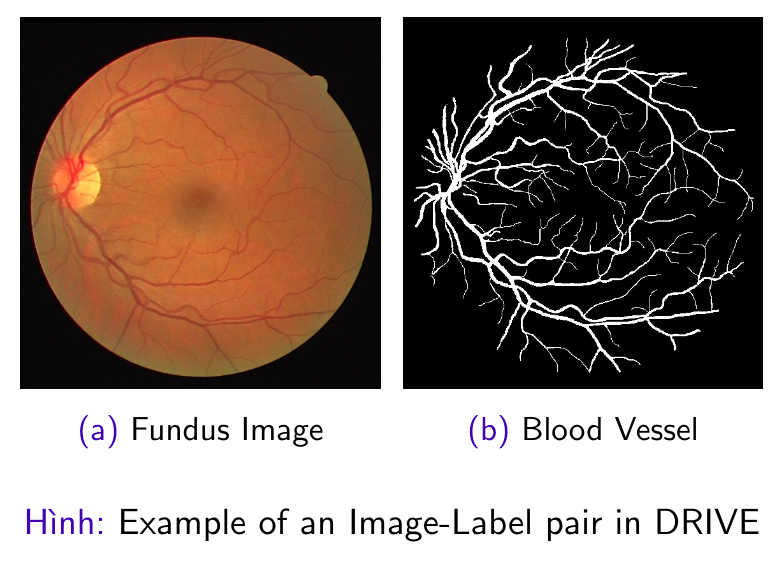 (a) Fundus Image
(b) Blood Vessel
Hình: Example of an Image-Label pair in DRIVE